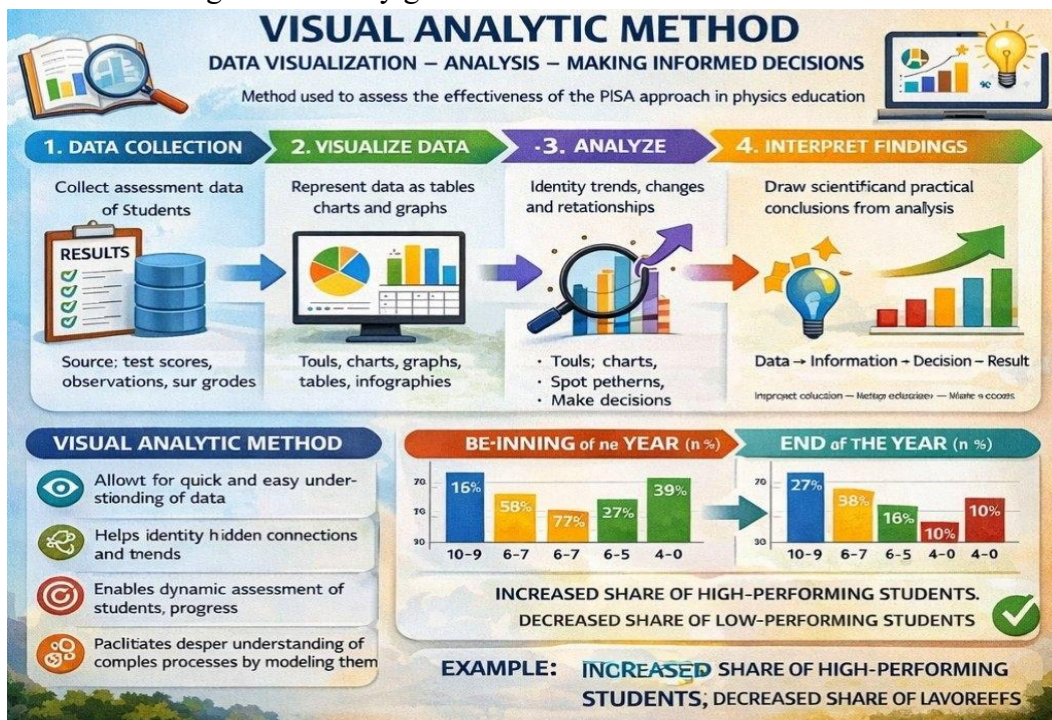 VISUAL ANALYTIC METHOD
DATA VISUALIZATION – ANALYSIS – MAKING INFORMED DECISIONS
Method used to assess the effectiveness of the PISA approach in physics education
1. DATA COLLECTION
Collect assessment data
of Students
RESULTS
Source: test scores,
observations, sur grodes
2. VISUALIZE DATA
Represent data as tables
charts and graphs
Touls, charts, graphs,
tables, infographies
-3. ANALYZE
Identity trends, changes
and relationships
• Touls; charts,
• Spot petherns,
• Make decisions
4. INTERPRET FINDINGS
Draw scientificand practical
conclusions from analysis
Data → Information → Decision – Result
VISUAL ANALYTIC METHOD
Allowt for quick and easy under-
stionding of data
Helps identity hidden connections
and tnends
Enables dynamic assessment of
students, progress
Paclitiates desper understanding of
comples processes by modeling them
BE-INNING of ne YEAR (n %)
70
16%
58%
77%
27%
39%
10-9 6-7 6-7 6-5 4-0
END of THE YEAR (n %)
70
27%
38%
16%
10%
10%
10-9 6-7 6-5 4-0 4-0
INCREASED SHARE OF HIGH-PERFORMING STUDENTS.
DECREASED SHARE OF LOW-PERFORMING STUDENTS
EXAMPLE: INCREASED SHARE OF HIGH-PERFORMING
STUDENTS, DECREASED SHARE OF LAVOREEFS